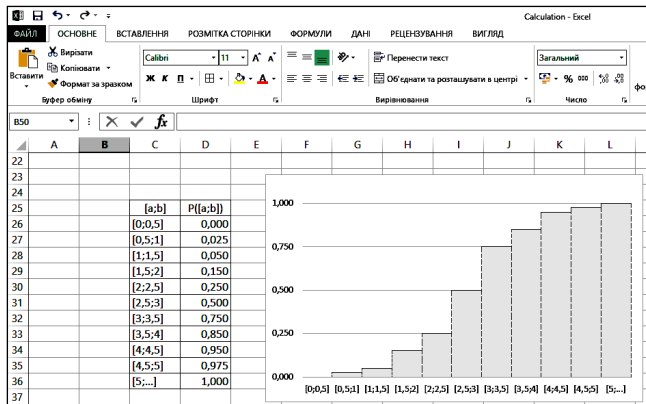 Calculation - Excel
ФАЙЛ ОСНОВНЕ ВСТАВЛЕННЯ РОЗМІТКА СТОРІНКИ ФОРМУЛИ ДАНІ РЕЦЕНЗУВАННЯ ВИГЛЯД
Вставити
Вирізати
Копіювати
Формат за зразком
Буфер обміну
Calibri 11 A A
Ж К П A
Шрифт
Перенести текст
Об'єднати та розташувати в центрі
Вирівнювання
Загальний
% 000 ,00 ,0
Число
фо
B50 fx
A B C D E F G H I J K L
22
23
24
25 [a;b] P([a;b])
26 [0;0,5] 0,000
27 [0,5;1] 0,025
28 [1;1,5] 0,050
29 [1,5;2] 0,150
30 [2;2,5] 0,250
31 [2,5;3] 0,500
32 [3;3,5] 0,750
33 [3,5;4] 0,850
34 [4;4,5] 0,950
35 [4,5;5] 0,975
36 [5;...] 1,000
37
1,000
0,750
0,500
0,250
0,000
[0;0,5] [0,5;1] [1;1,5] [1,5;2] [2;2,5] [2,5;3] [3;3,5] [3,5;4] [4;4,5] [4,5;5] [5;...]